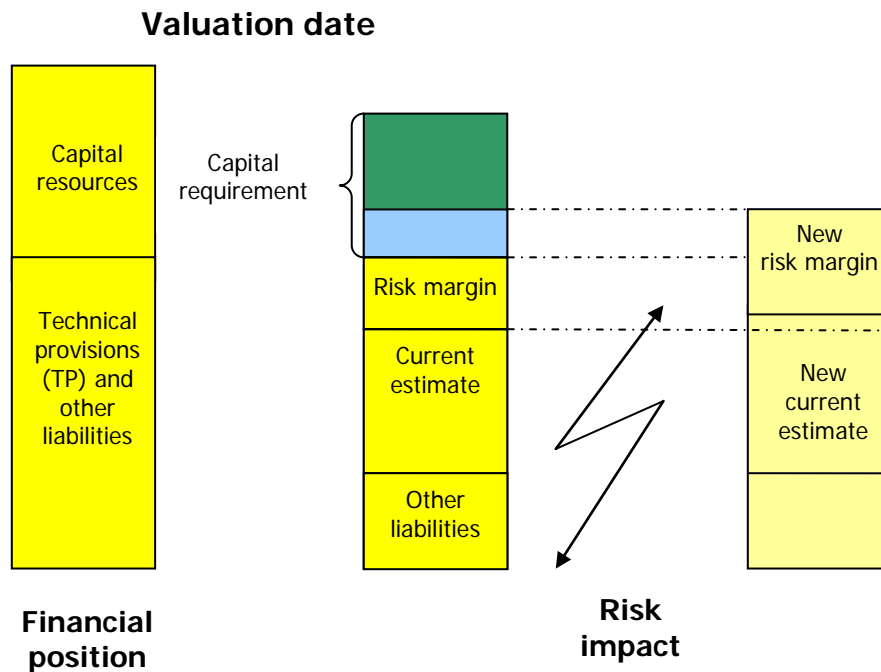 Valuation date
Capital
resources
Technical
provisions
(TP) and
other
liabilities
Financial
position
Capital
requirement
Risk margin
Current
estimate
Other
liabilities
Risk
impact
New
risk margin
New
current
estimate